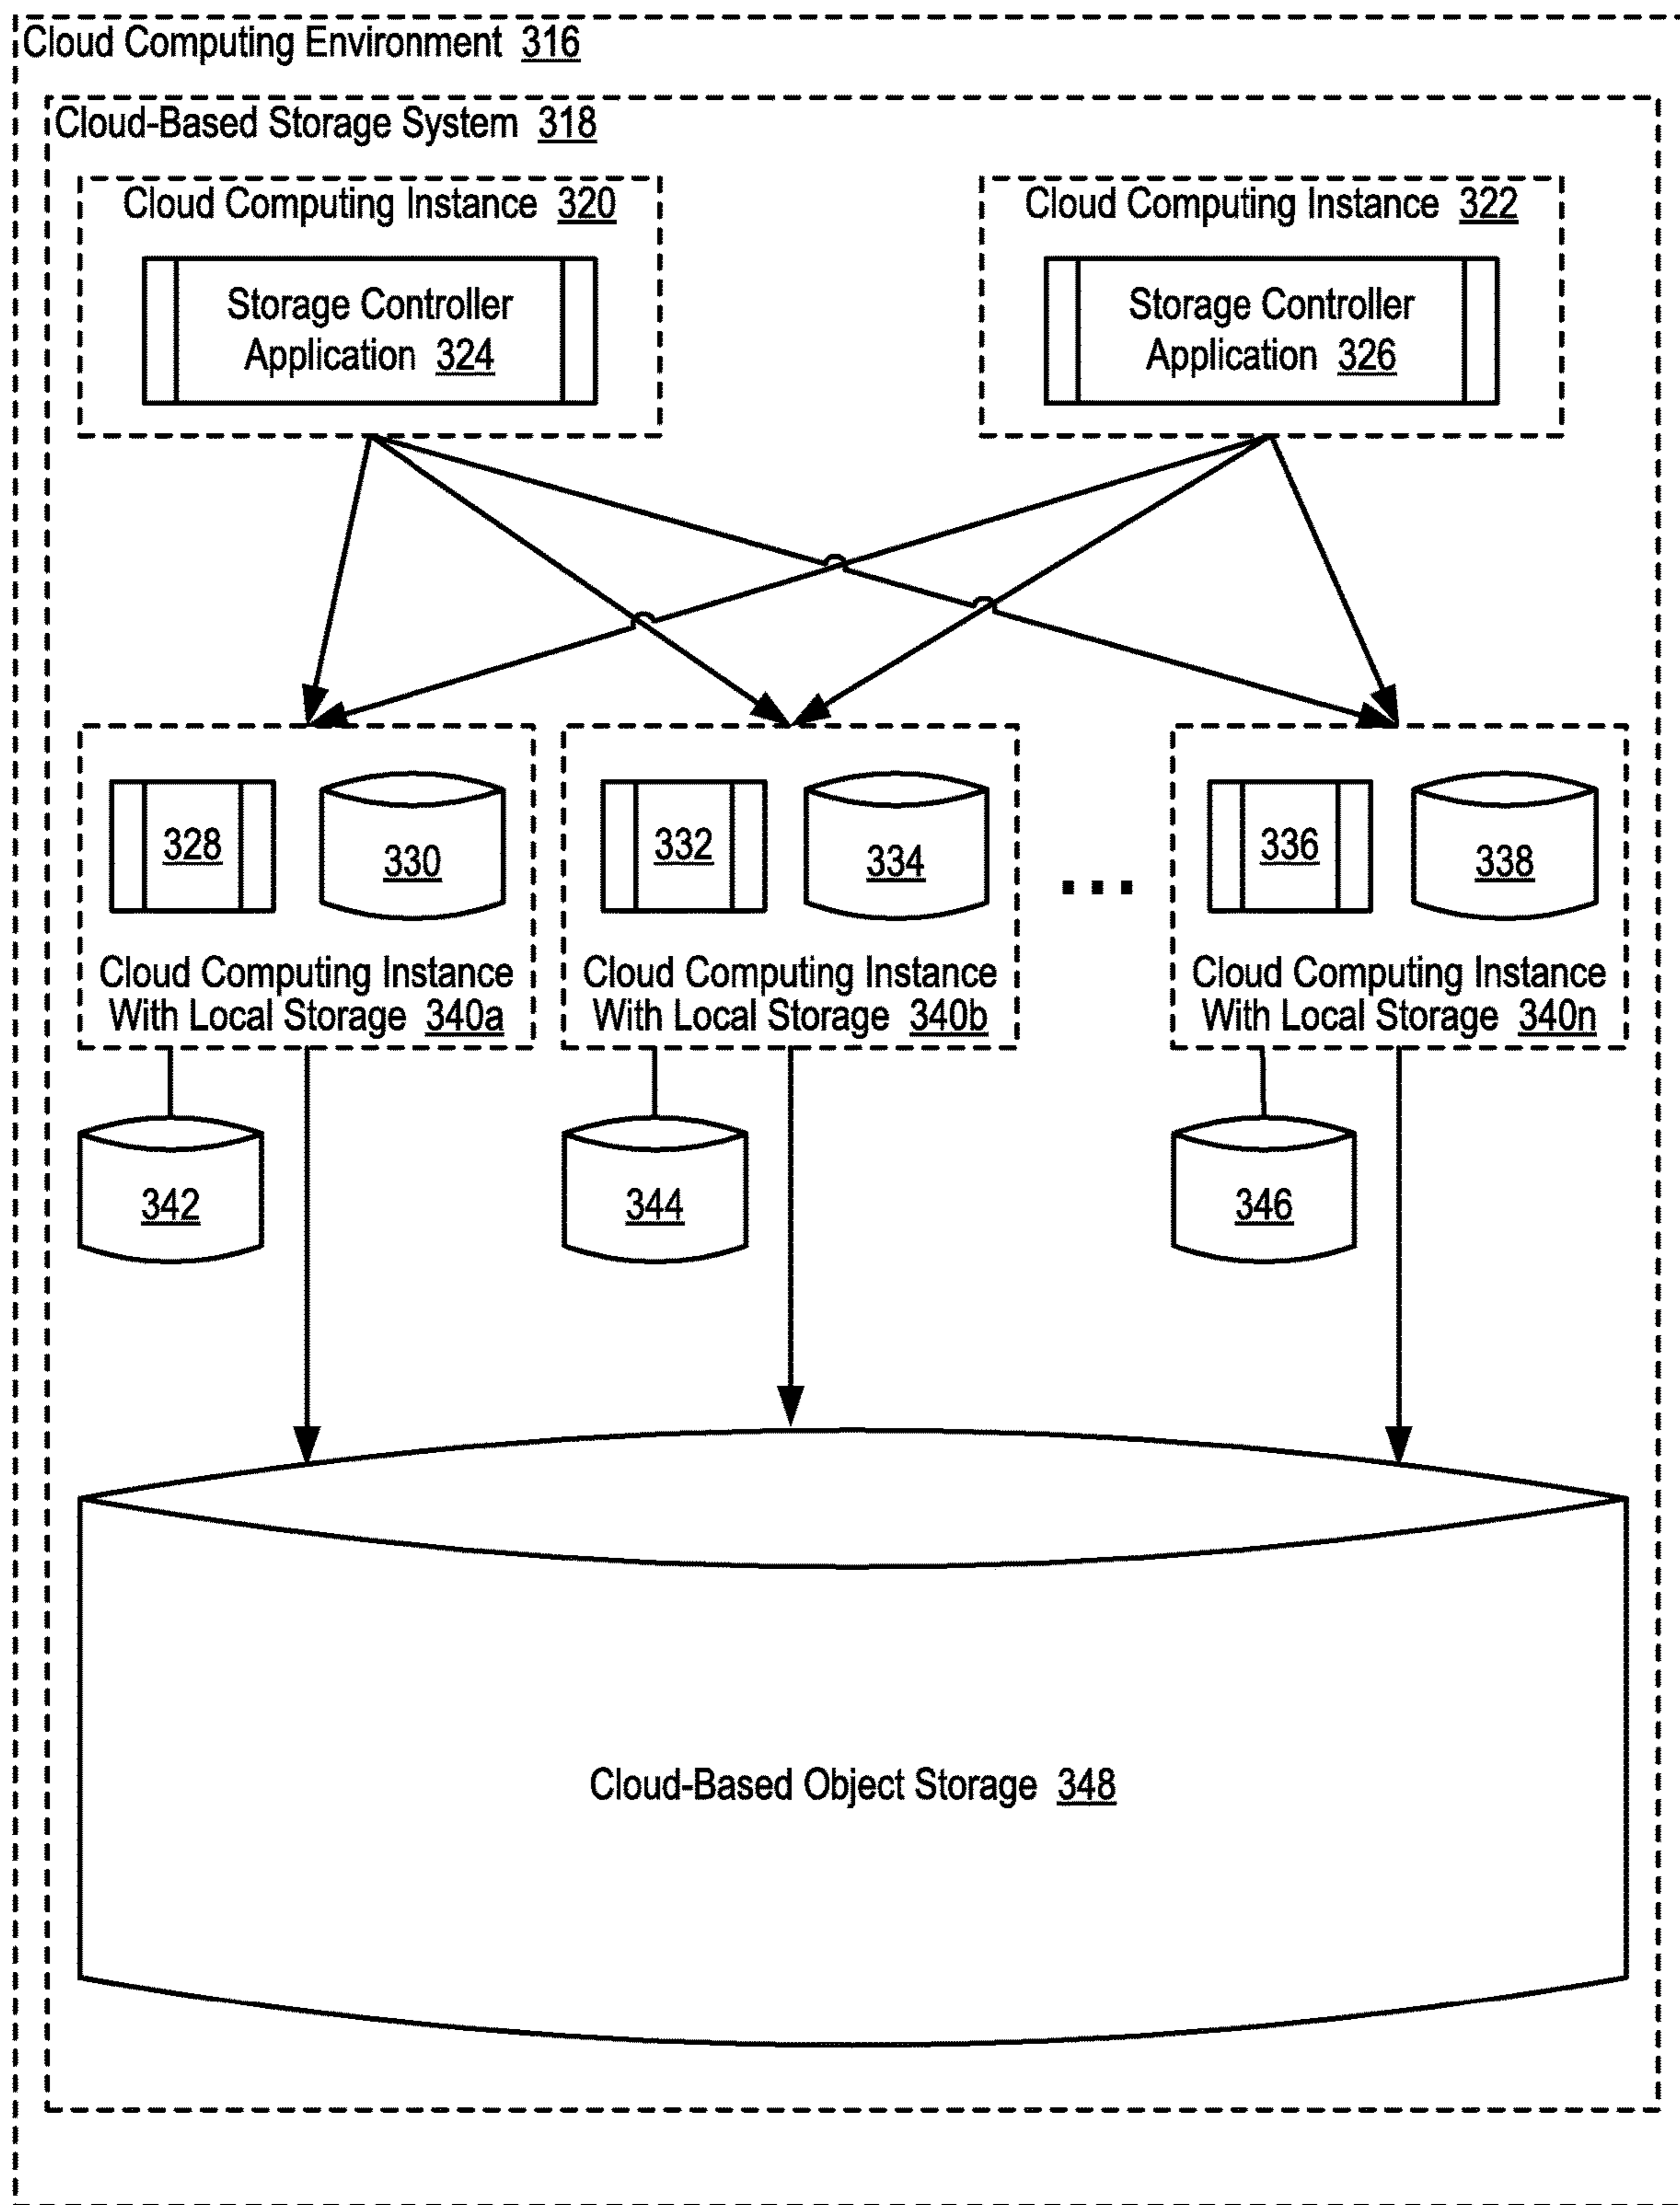 Cloud Computing Environment 316
Cloud-Based Storage System 318
Cloud Computing Instance 320
Storage Controller
Application 324
Cloud Computing Instance 322
Storage Controller
Application 326
328
330
Cloud Computing Instance
With Local Storage 340a
332
334
Cloud Computing Instance
With Local Storage 340b
...
336
338
Cloud Computing Instance
With Local Storage 340n
342
344
346
Cloud-Based Object Storage 348